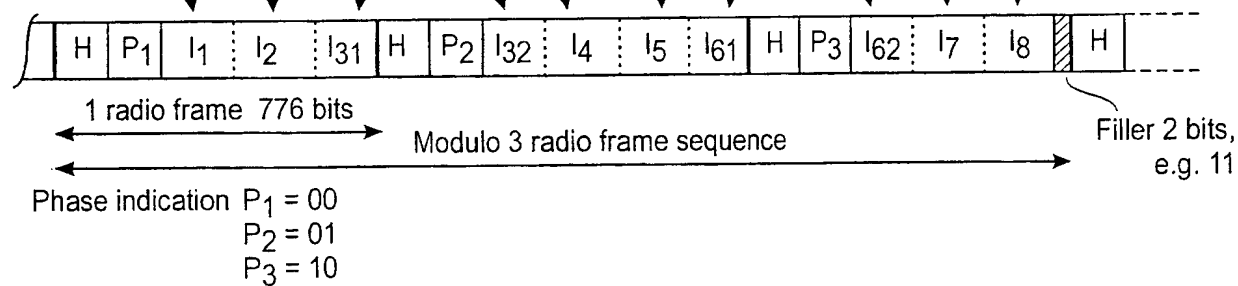 H P1 I1 I2 I31 H P2 I32 I4 I5 I61 H P3 I62 I7 I8 H
1 radio frame 776 bits
Modulo 3 radio frame sequence
Filler 2 bits,
e.g. 11
Phase indication P1 = 00
P2 = 01
P3 = 10